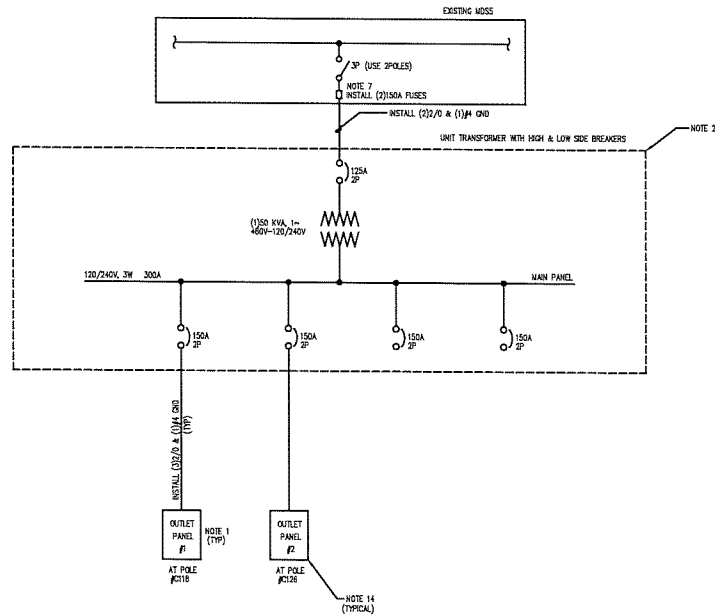 EXISTING MDS5
3P (USE 2POLES)
NOTE 7
INSTALL (2)150A FUSES
INSTALL (2)2/0 & (1)#4 GND
UNIT TRANSFORMER WITH HIGH & LOW SIDE BREAKERS
NOTE 2
125A
2P
(1)50 KVA, 1~
460V-120/240V
120/240V, 3W 300A
MAIN PANEL
150A
2P
150A
2P
150A
2P
150A
2P
INSTALL (3)2/0 & (1)#4 GND
(TYP)
OUTLET
PANEL
#1
NOTE 1
(TYP)
AT POLE
#C118
OUTLET
PANEL
#2
AT POLE
#C126
NOTE 14
(TYPICAL)